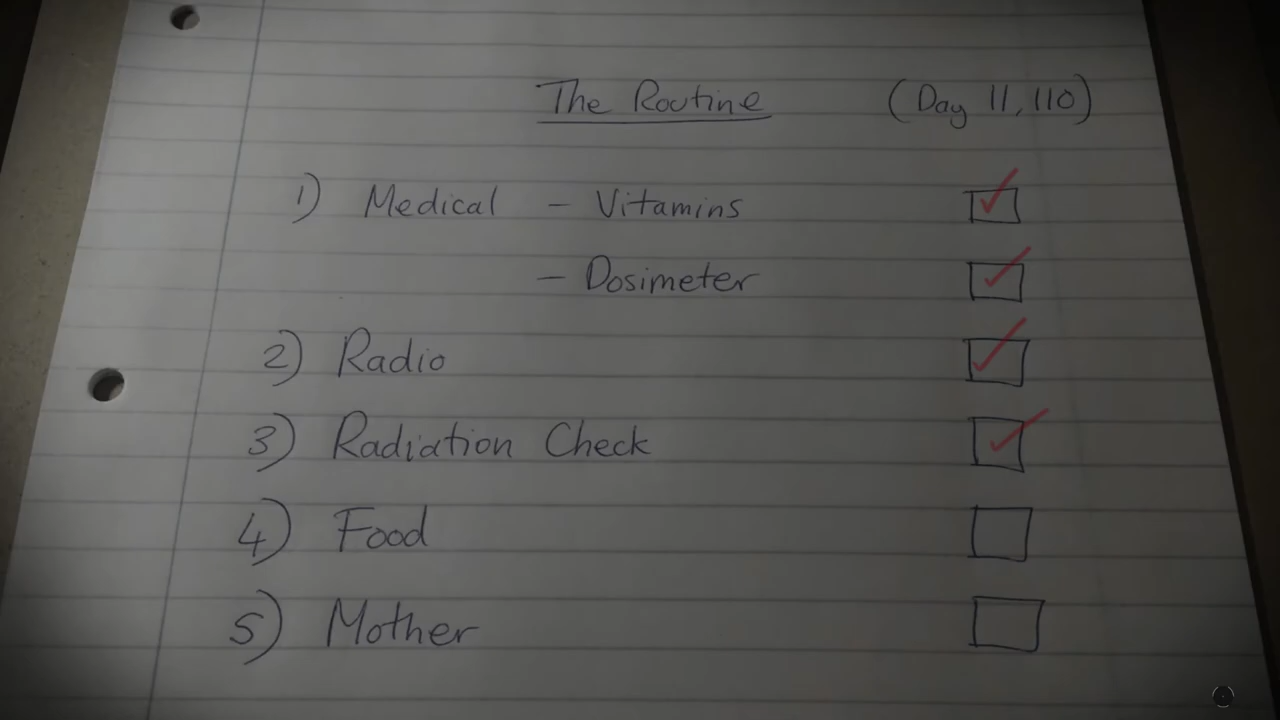 The Routine (Day 11,110)
1) Medical - Vitamins
- Dosimeter
2) Radio
3) Radiation Check
4) Food
5) Mother